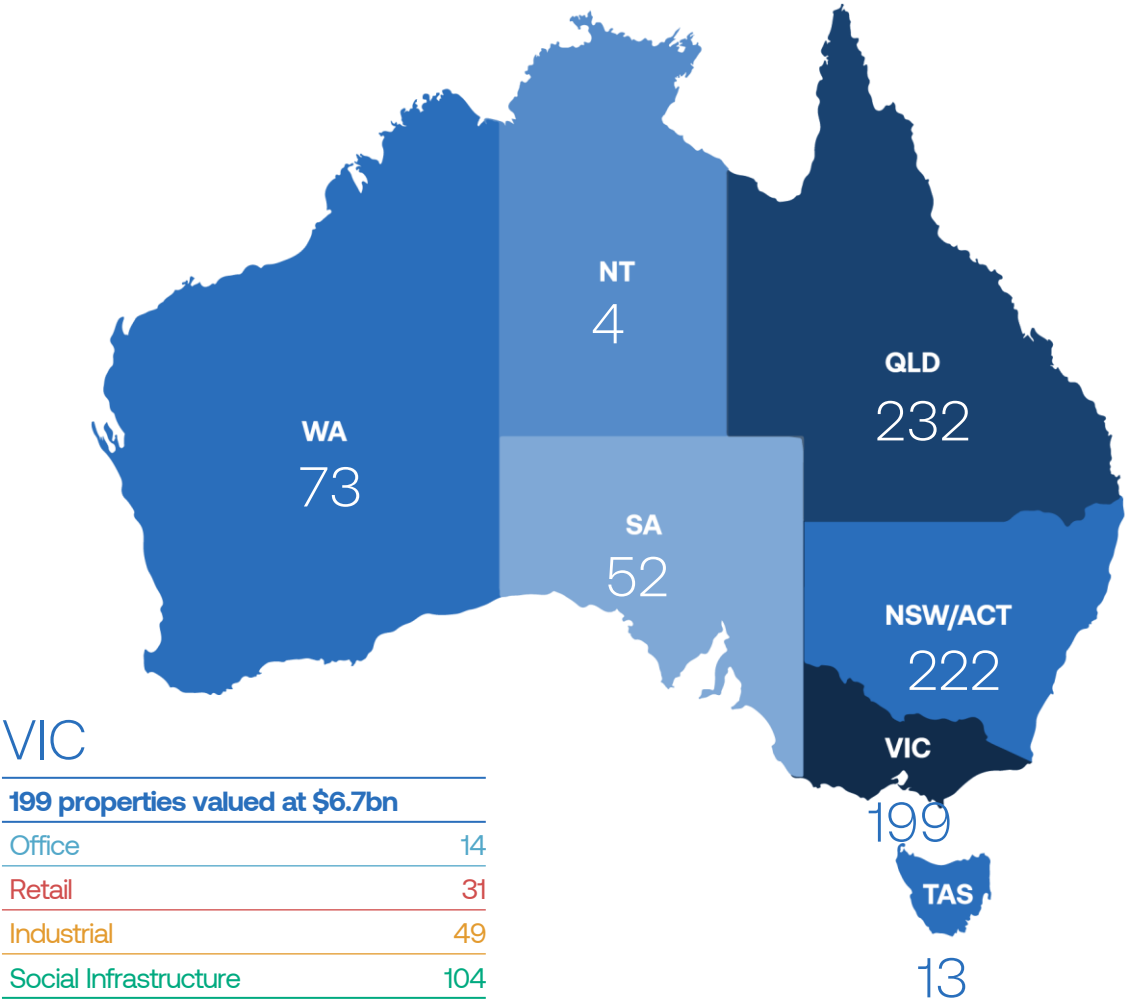 NT
4
QLD
232
WA
73
SA
52
NSW/ACT
222
VIC
199
TAS
13
VIC
199 properties valued at $6.7bn
Office 14
Retail 31
Industrial 49
Social Infrastructure 104